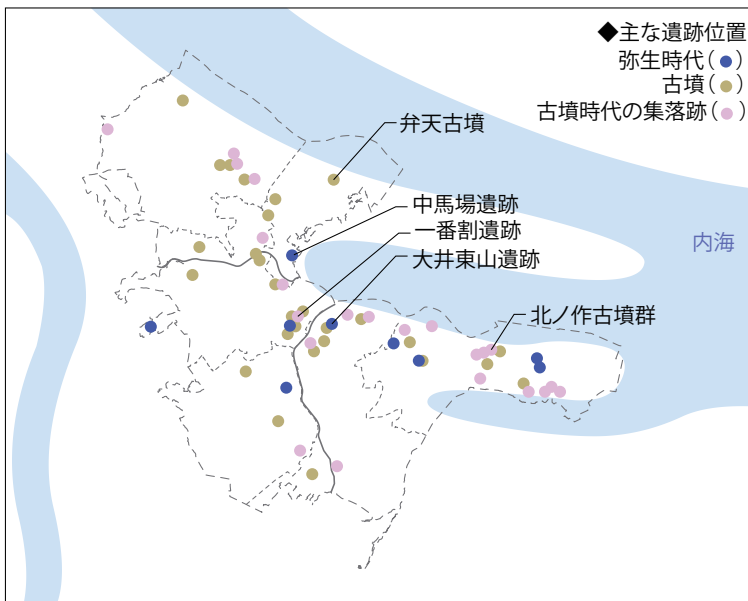 ◆主な遺跡位置
弥生時代(●)
古墳(●)
古墳時代の集落跡(●)
弁天古墳
中馬場遺跡
一番割遺跡
大井東山遺跡
内海
北ノ作古墳群